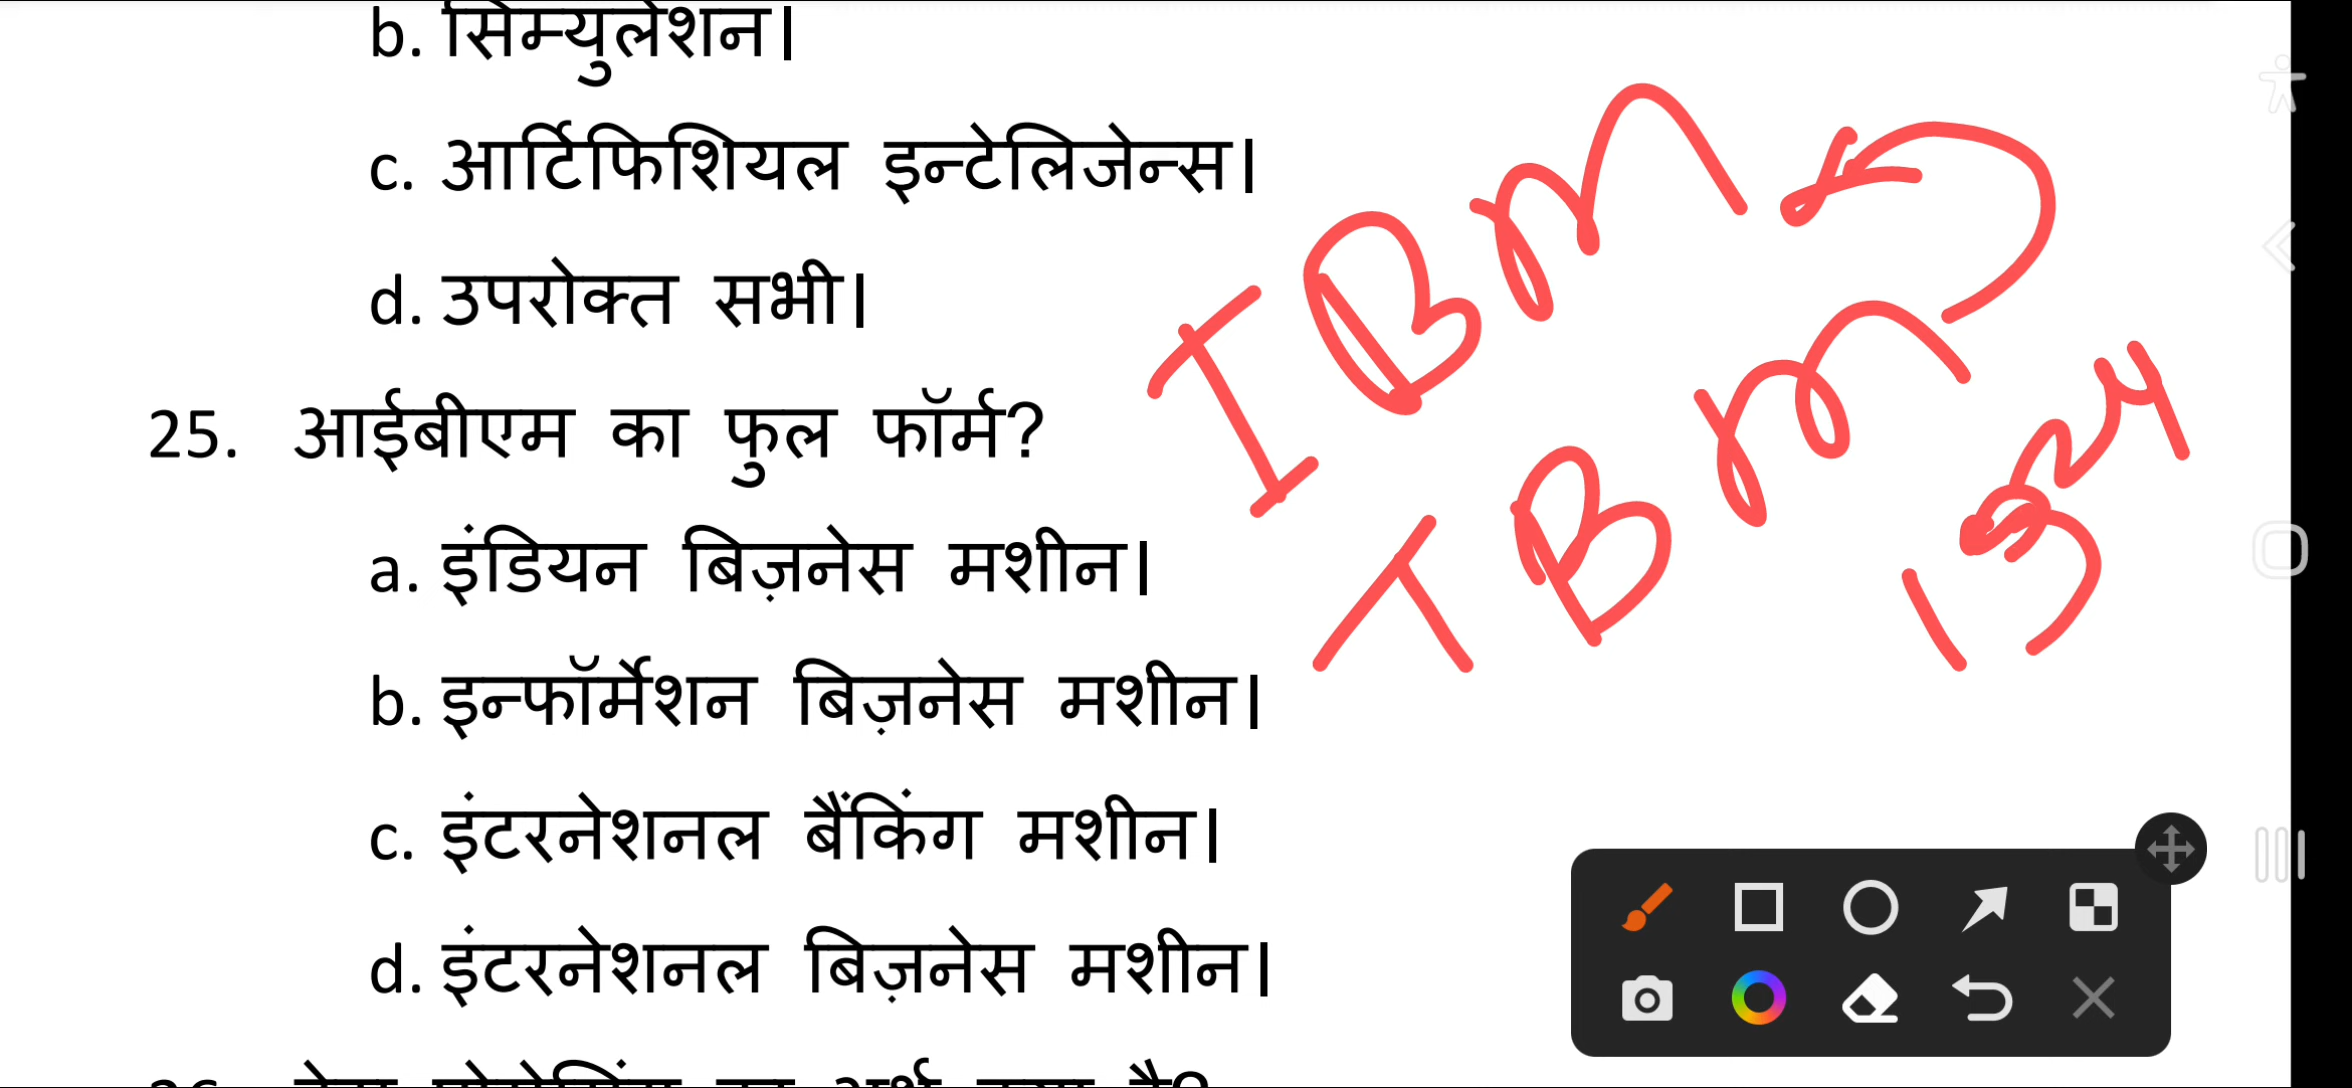 b. सिम्युलेशन।
c. आर्टिफिशियल इन्टेलिजेन्स।
d. उपरोक्त सभी।
IBM
25. आईबीएम का फुल फॉर्म?
TBM
1924
a. इंडियन बिज़नेस मशीन।
b. इन्फॉर्मेशन बिज़नेस मशीन।
c. इंटरनेशनल बैंकिंग मशीन।
d. इंटरनेशनल बिज़नेस मशीन।